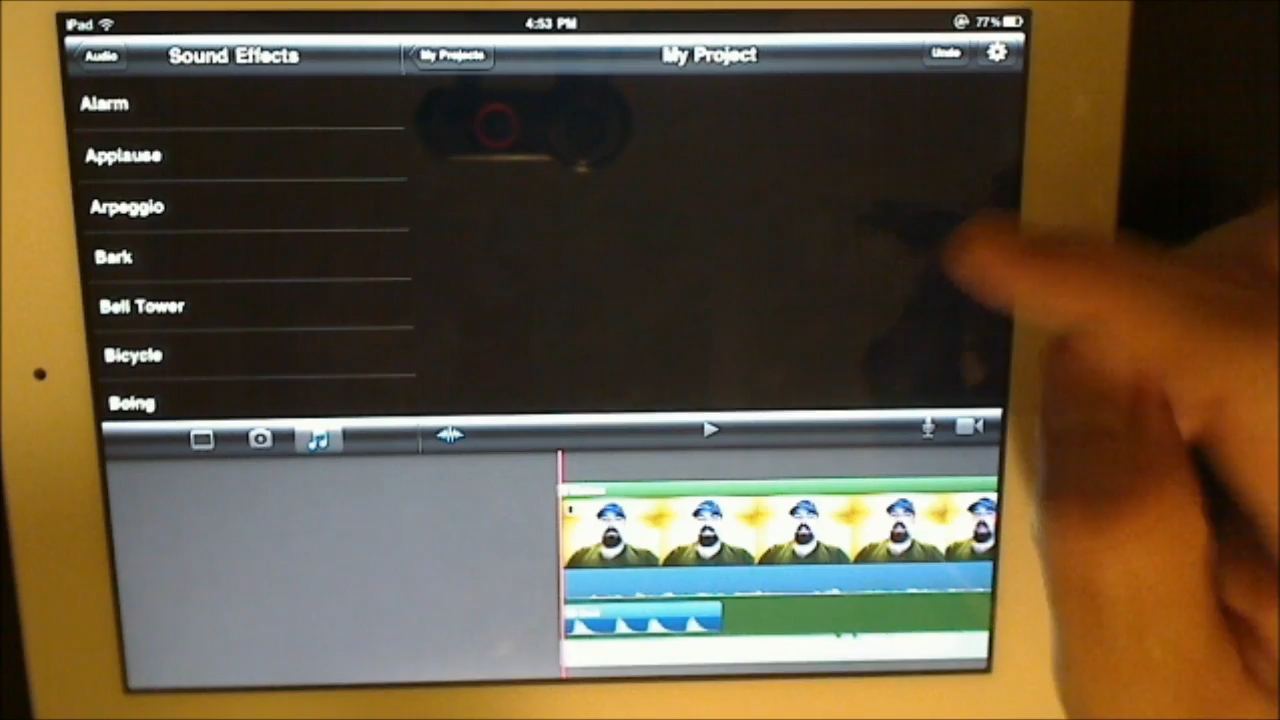 iPad 4:53 PM 77%
Audio Sound Effects My Projects My Project Undo
Alarm
Applause
Arpeggio
Bark
Bell Tower
Bicycle
Boing